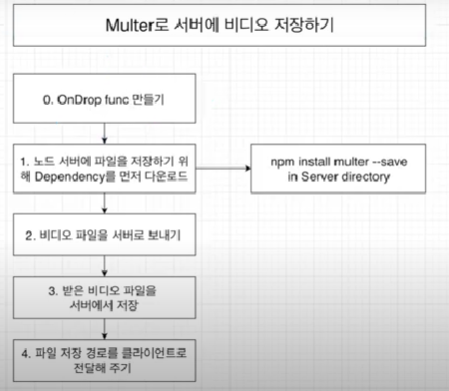 Multer로 서버에 비디오 저장하기
0. OnDrop func 만들기
1. 노드 서버에 파일을 저장하기 위
해 Dependency를 먼저 다운로드
npm install multer --save
in Server directory
2. 비디오 파일을 서버로 보내기
3. 받은 비디오 파일을
서버에서 저장
4. 파일 저장 경로를 클라이언트로
전달해 주기